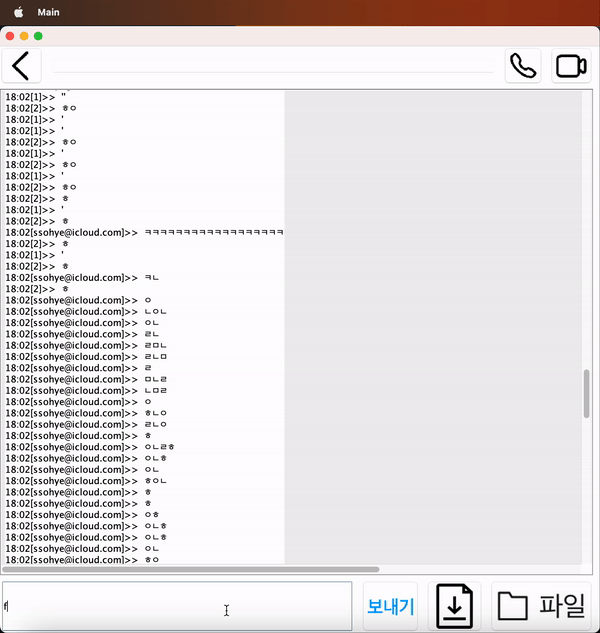 Main
18:02[1]>> "
18:02[2]>> ㅎㅇ
18:02[1]>> '
18:02[1]>> '
18:02[2]>> ㅎㅇ
18:02[1]>> '
18:02[2]>> ㅎㅇ
18:02[1]>> '
18:02[2]>> ㅎㅇ
18:02[2]>> ㅎ
18:02[1]>> '
18:02[2]>> ㅎ
18:02[ssohye@icloud.com]>> ㅋㅋㅋㅋㅋㅋㅋㅋㅋㅋㅋㅋㅋㅋㅋㅋㅋㅋ
18:02[2]>> ㅎ
18:02[1]>> '
18:02[2]>> ㅎ
18:02[ssohye@icloud.com]>> ㅋㄴ
18:02[2]>> ㅎ
18:02[ssohye@icloud.com]>> ㅇ
18:02[ssohye@icloud.com]>> ㄴㅇㄴ
18:02[ssohye@icloud.com]>> ㅇㄴ
18:02[ssohye@icloud.com]>> ㄹㄴ
18:02[ssohye@icloud.com]>> ㄹㅁㄴ
18:02[ssohye@icloud.com]>> ㄹㄴㅁ
18:02[ssohye@icloud.com]>> ㄹ
18:02[ssohye@icloud.com]>> ㅁㄴㄹ
18:02[ssohye@icloud.com]>> ㄴㅁㄹ
18:02[ssohye@icloud.com]>> ㅇ
18:02[ssohye@icloud.com]>> ㅎㄴㅇ
18:02[ssohye@icloud.com]>> ㄹㄴㅇ
18:02[ssohye@icloud.com]>> ㅎ
18:02[ssohye@icloud.com]>> ㅇㄴㄹㅎ
18:02[ssohye@icloud.com]>> ㅇㄴㅎ
18:02[ssohye@icloud.com]>> ㅇㄴ
18:02[ssohye@icloud.com]>> ㅎㅇㄴ
18:02[ssohye@icloud.com]>> ㅎ
18:02[ssohye@icloud.com]>> ㅎ
18:02[ssohye@icloud.com]>> ㅇㅎ
18:02[ssohye@icloud.com]>> ㅇㄴㅎ
18:02[ssohye@icloud.com]>> ㅇㄴㅎ
18:02[ssohye@icloud.com]>> ㅇㄴ
18:02[ssohye@icloud.com]>> ㅎㅇ
f
보내기
파일